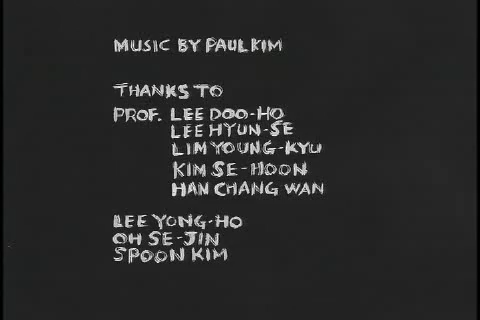 MUSIC BY PAUL KIM
THANKS TO
PROF. LEE DOO-HO
LEE HYUN-SE
LIM YOUNG-KYU
KIM SE-HOON
HAN CHANG WAN
LEE YONG-HO
OH SE-JIN
SPOON KIM